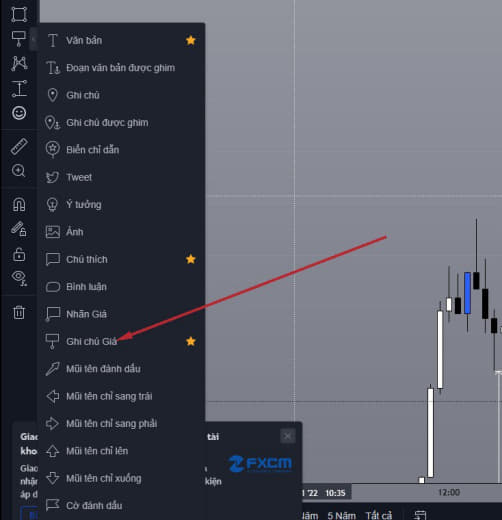 Văn bản
Đoạn văn bản được ghim
Ghi chú
Ghi chú được ghim
Biển chỉ dẫn
Tweet
Ý tưởng
Ảnh
Chú thích
Bình luận
Nhãn Giá
Ghi chú Giá
Mũi tên đánh dấu
Mũi tên chỉ sang trái
Mũi tên chỉ sang phải
Mũi tên chỉ lên
Mũi tên chỉ xuống
Cờ đánh dấu
Giao
tài
khoả
Giao
nhận
kiện
áp d
FXCM
'22 10:35
12:00
5 Năm Tất cả